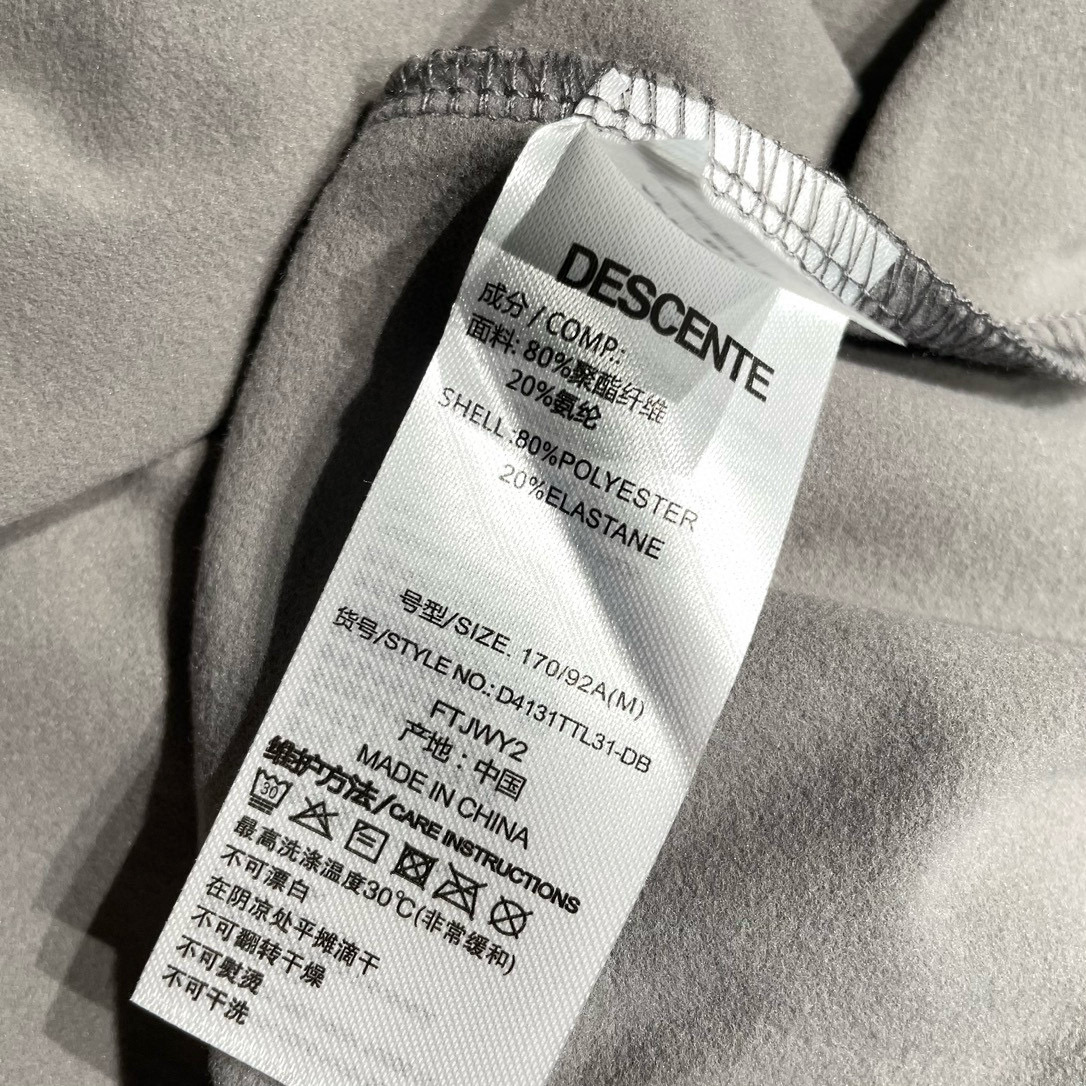 DESCENTE
成分/COMP.:
面料: 80%聚酯纤维
20%氨纶
SHELL:80%POLYESTER
20%ELASTANE
号型/SIZE. 170/92A(M)
货号/STYLE NO.: D4131TTL31-DB
FTJWY2
产地：中国
MADE IN CHINA
维护方法/CARE INSTRUCTIONS
30
最高洗涤温度30℃(非常缓和)
不可漂白
在阴凉处平摊滴干
不可翻转干燥
不可熨烫
不可干洗